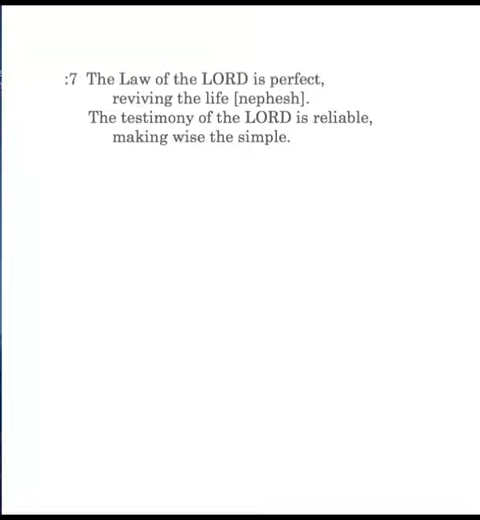 :7 The Law of the LORD is perfect,
reviving the life [nephesh].
The testimony of the LORD is reliable,
making wise the simple.